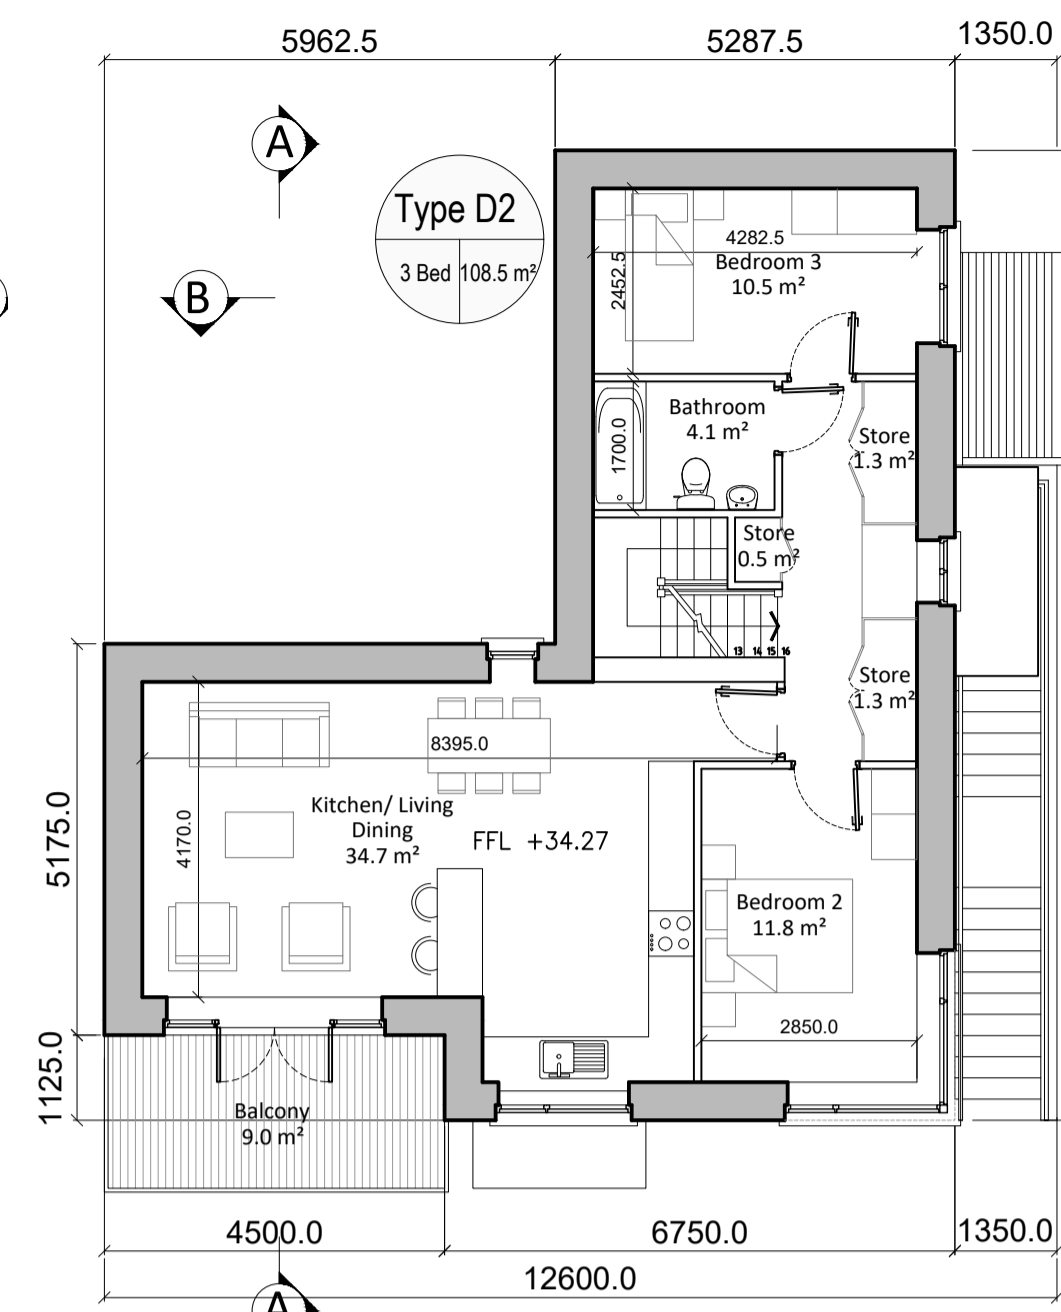 5962.5
5287.5
1350.0
A
Type D2
3 Bed
108.5 m²
B
4282.5
2452.5
Bedroom 3
10.5 m²
Bathroom
4.1 m²
1700.0
Store
1.3 m²
Store
0.5 m²
13 14 15 16
Store
1.3 m²
8395.0
5175.0
4170.0
Kitchen/ Living
Dining
34.7 m²
FFL +34.27
Bedroom 2
11.8 m²
2850.0
1125.0
Balcony
9.0 m²
4500.0
6750.0
1350.0
12600.0
A